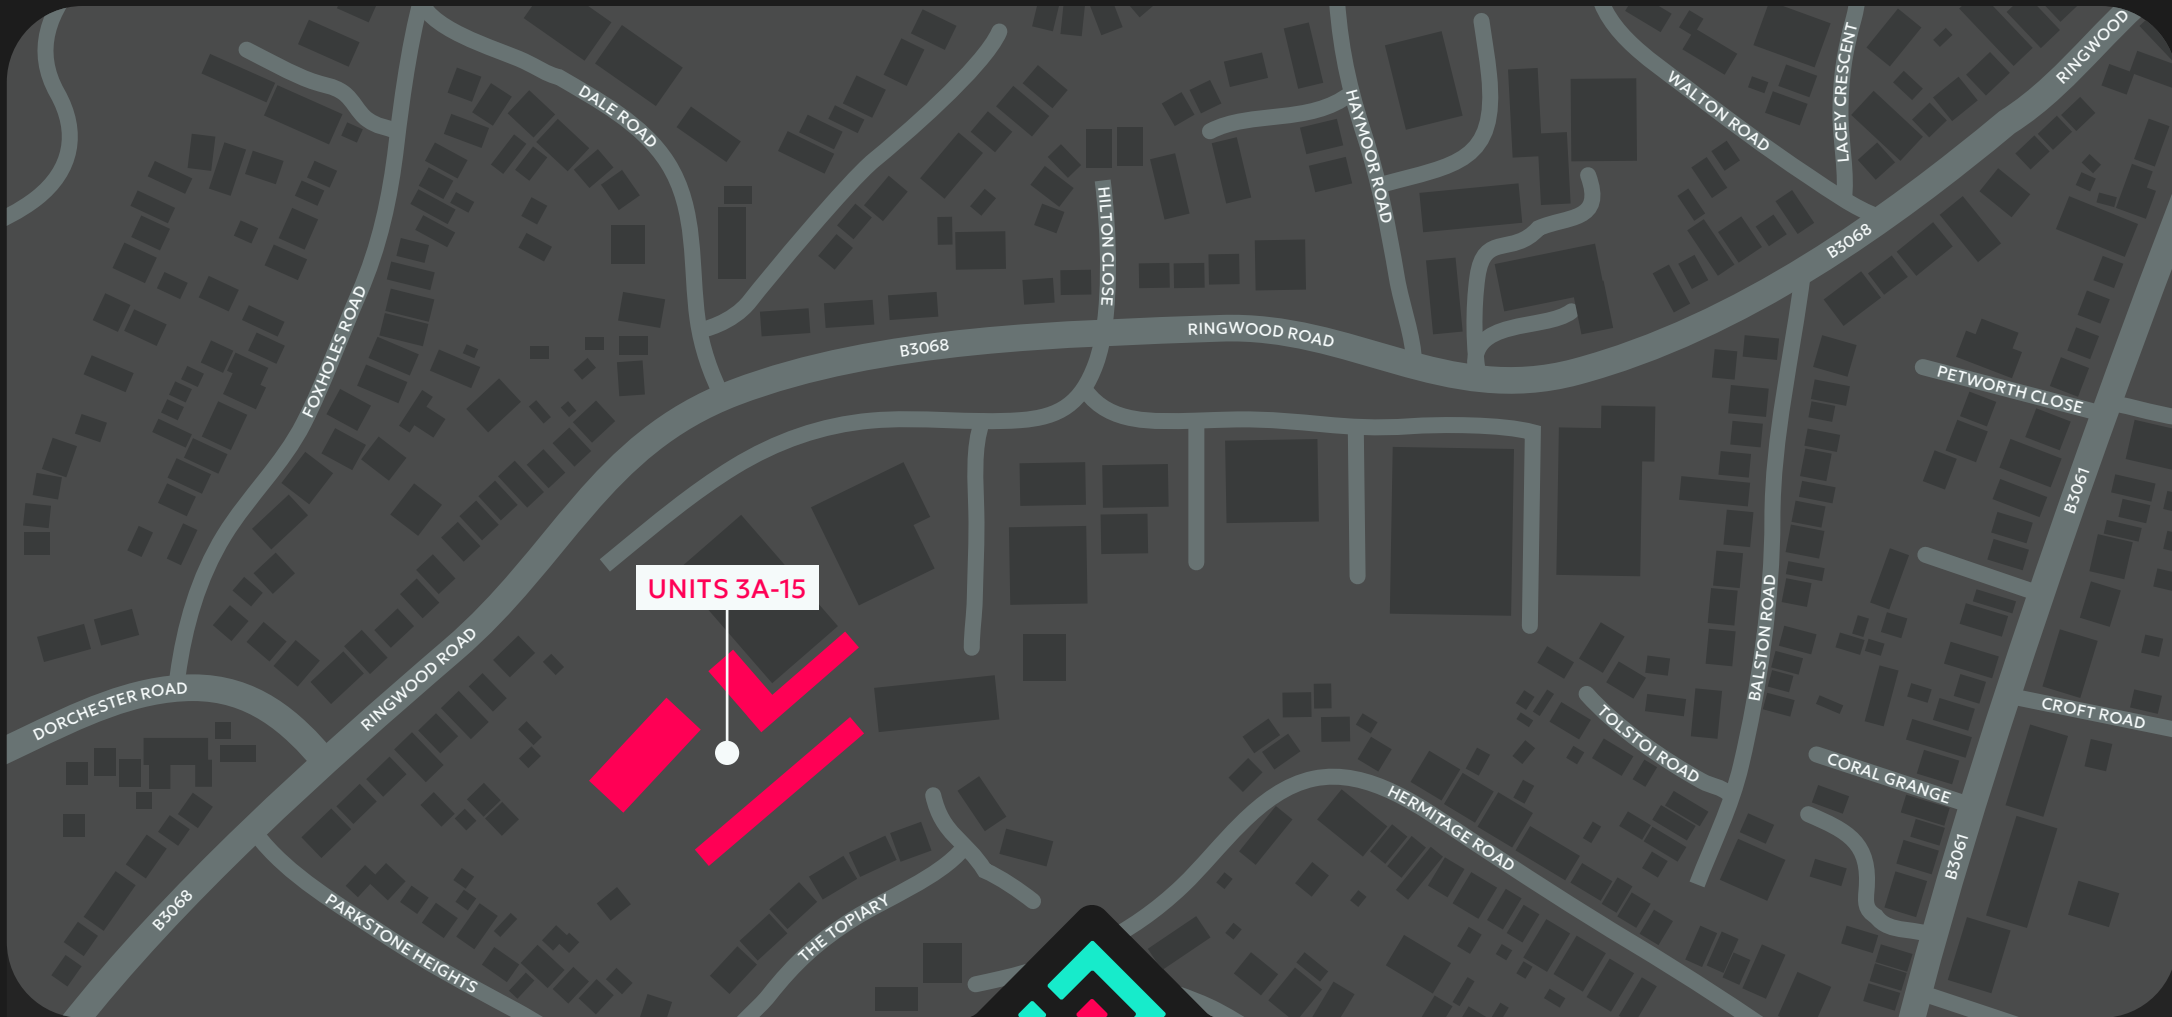 RINGWOOD
LACEY CRESCENT
WALTON ROAD
DALE ROAD
HAYMOOR ROAD
HILTON CLOSE
B3068
FOXHOLES ROAD
RINGWOOD ROAD
B3068
PETWORTH CLOSE
B3061
UNITS 3A-15
BALSTON ROAD
RINGWOOD ROAD
DORCHESTER ROAD
CROFT ROAD
TOLSTOI ROAD
CORAL GRANGE
HERMITAGE ROAD
B3061
B3068
THE TOPIARY
PARKSTONE HEIGHTS